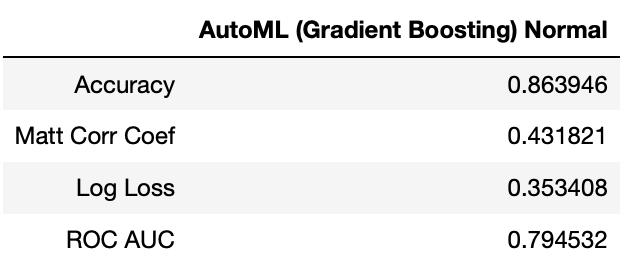 AutoML (Gradient Boosting) Normal
Accuracy 0.863946
Matt Corr Coef 0.431821
Log Loss 0.353408
ROC AUC 0.794532